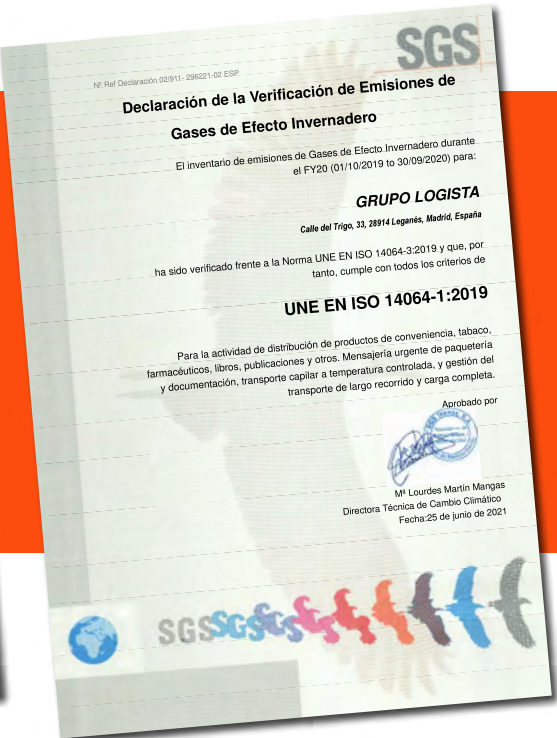 SGS
Nº Ref Declaración 02/911- 296221-02 ESP
Declaración de la Verificación de Emisiones de
Gases de Efecto Invernadero
El inventario de emisiones de Gases de Efecto Invernadero durante
el FY20 (01/10/2019 to 30/09/2020) para:
GRUPO LOGISTA
Calle del Trigo, 33, 28914 Leganés, Madrid, España
ha sido verificado frente a la Norma UNE EN ISO 14064-3:2019 y que, por
tanto, cumple con todos los criterios de
UNE EN ISO 14064-1:2019
Para la actividad de distribución de productos de conveniencia, tabaco,
farmacéuticos, libros, publicaciones y otros. Mensajería urgente de paquetería
y documentación, transporte capilar a temperatura controlada, y gestión del
transporte de largo recorrido y carga completa.
Aprobado por
Mª Lourdes Martín Mangas
Directora Técnica de Cambio Climático
Fecha:25 de junio de 2021
SGSSGSSGS